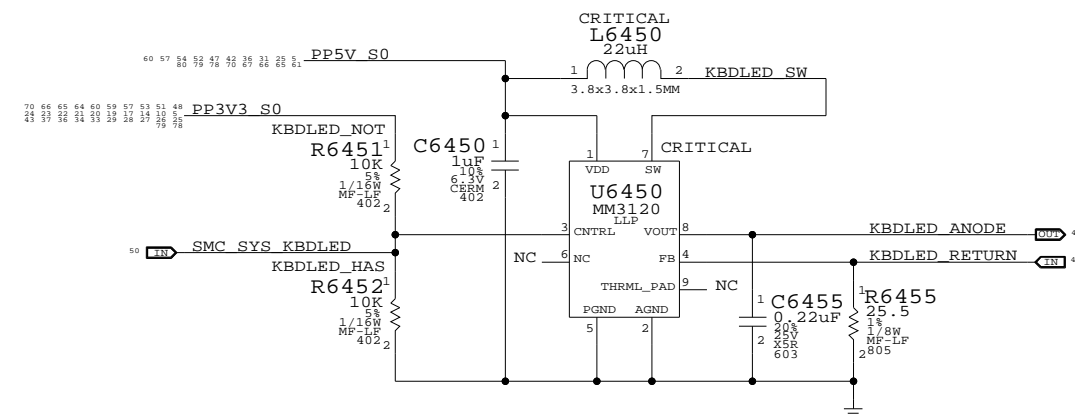 CRITICAL
L6450
22uH
1 2 KBDLED_SW
3.8x3.8x1.5MM
60 57 54 52 47 42 36 31 25 5 PP5V_S0
80 79 78 70 67 66 65 61
70 66 65 64 60 59 57 53 51 48
24 23 22 21 20 19 17 14 10 5 PP3V3_S0
43 37 36 34 33 29 28 27 26 25
79 78
KBDLED_NOT
R6451
1
10K
5%
1/16W
MF-LF
402
2
C6450
1
1uF
10%
6.3V
CERM
402
2
1 7 CRITICAL
VDD SW
U6450
MM3120
LLP
3 CNTRL VOUT 8 KBDLED_ANODE OUT 4
50 IN SMC_SYS_KBDLED
NC 6 NC FB 4 KBDLED_RETURN IN 4
THRML_PAD 9 NC
PGND AGND
5 2
KBDLED_HAS
R6452
1
10K
5%
1/16W
MF-LF
402
2
1 C6455
0.22uF
20%
25V
X5R
603
2
1 R6455
25.5
1%
1/8W
MF-LF
805
2